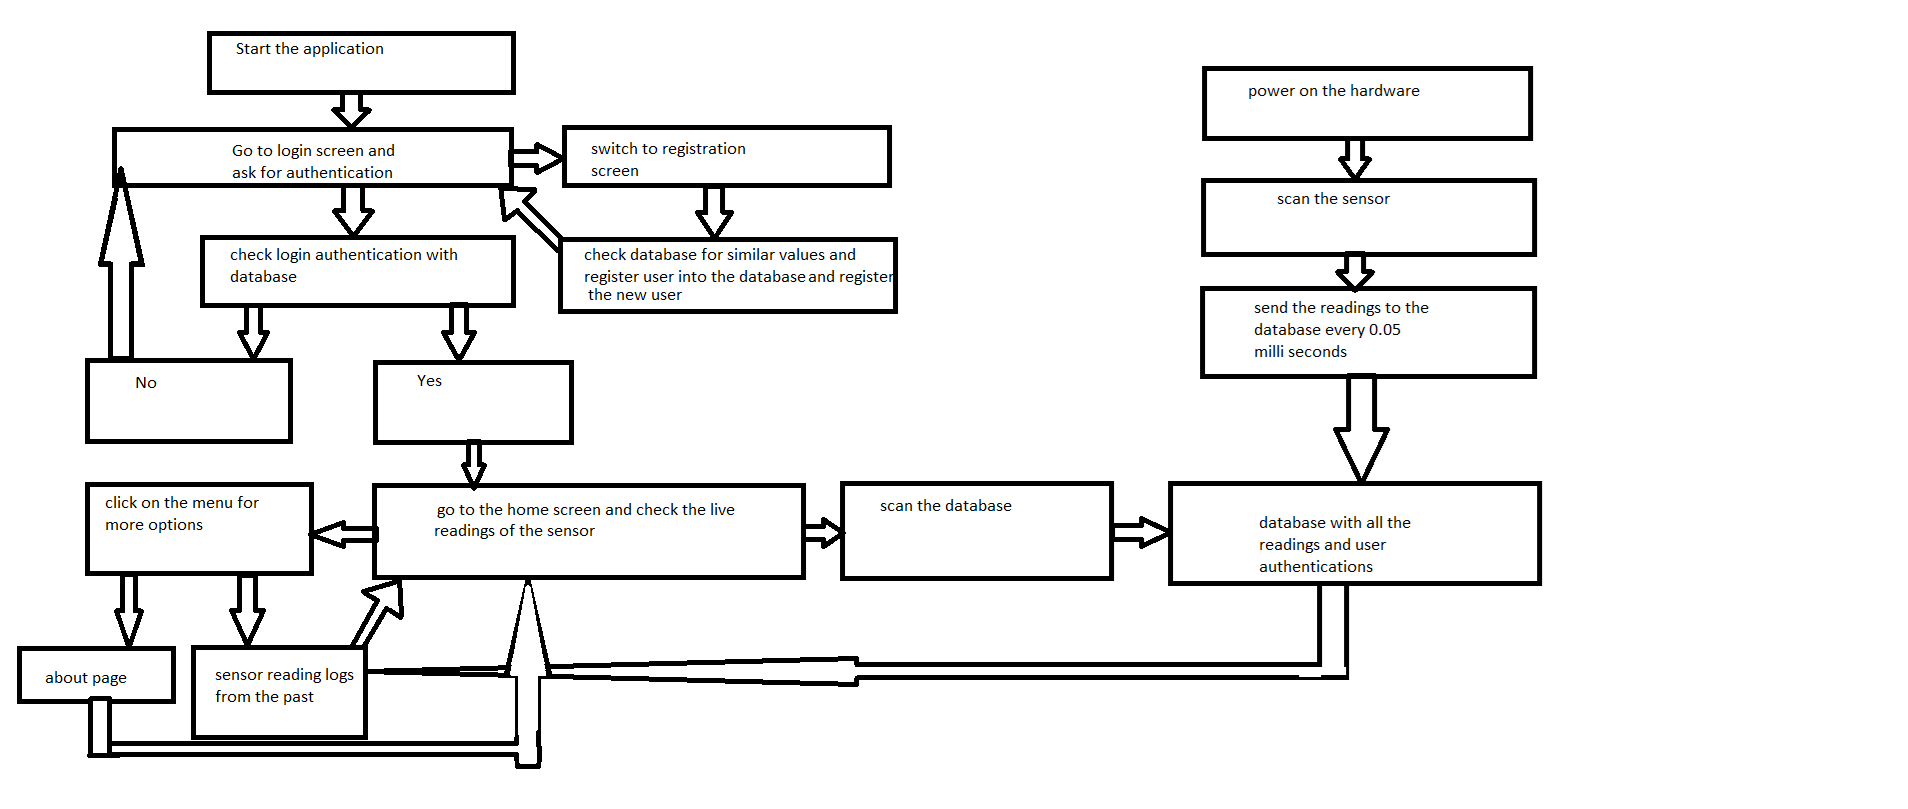 Start the application
Go to login screen and
ask for authentication
switch to registration
screen
check login authentication with
database
check database for similar values and
register user into the database and register
the new user
No
Yes
click on the menu for
more options
go to the home screen and check the live
readings of the sensor
scan the database
about page
sensor reading logs
from the past
power on the hardware
scan the sensor
send the readings to the
database every 0.05
milli seconds
database with all the
readings and user
authentications